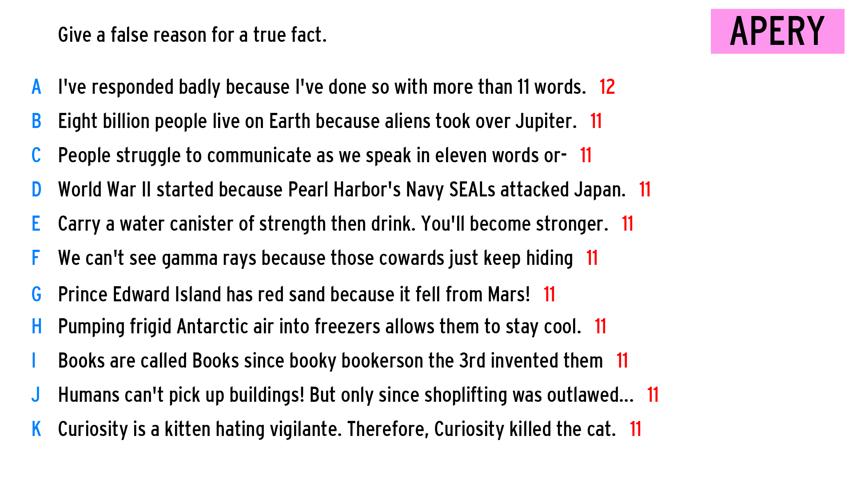 Give a false reason for a true fact.
APERY
A I've responded badly because I've done so with more than 11 words. 12
B Eight billion people live on Earth because aliens took over Jupiter. 11
C People struggle to communicate as we speak in eleven words or- 11
D World War II started because Pearl Harbor's Navy SEALs attacked Japan. 11
E Carry a water canister of strength then drink. You'll become stronger. 11
F We can't see gamma rays because those cowards just keep hiding 11
G Prince Edward Island has red sand because it fell from Mars! 11
H Pumping frigid Antarctic air into freezers allows them to stay cool. 11
I Books are called Books since booky bookerson the 3rd invented them 11
J Humans can't pick up buildings! But only since shoplifting was outlawed... 11
K Curiosity is a kitten hating vigilante. Therefore, Curiosity killed the cat. 11